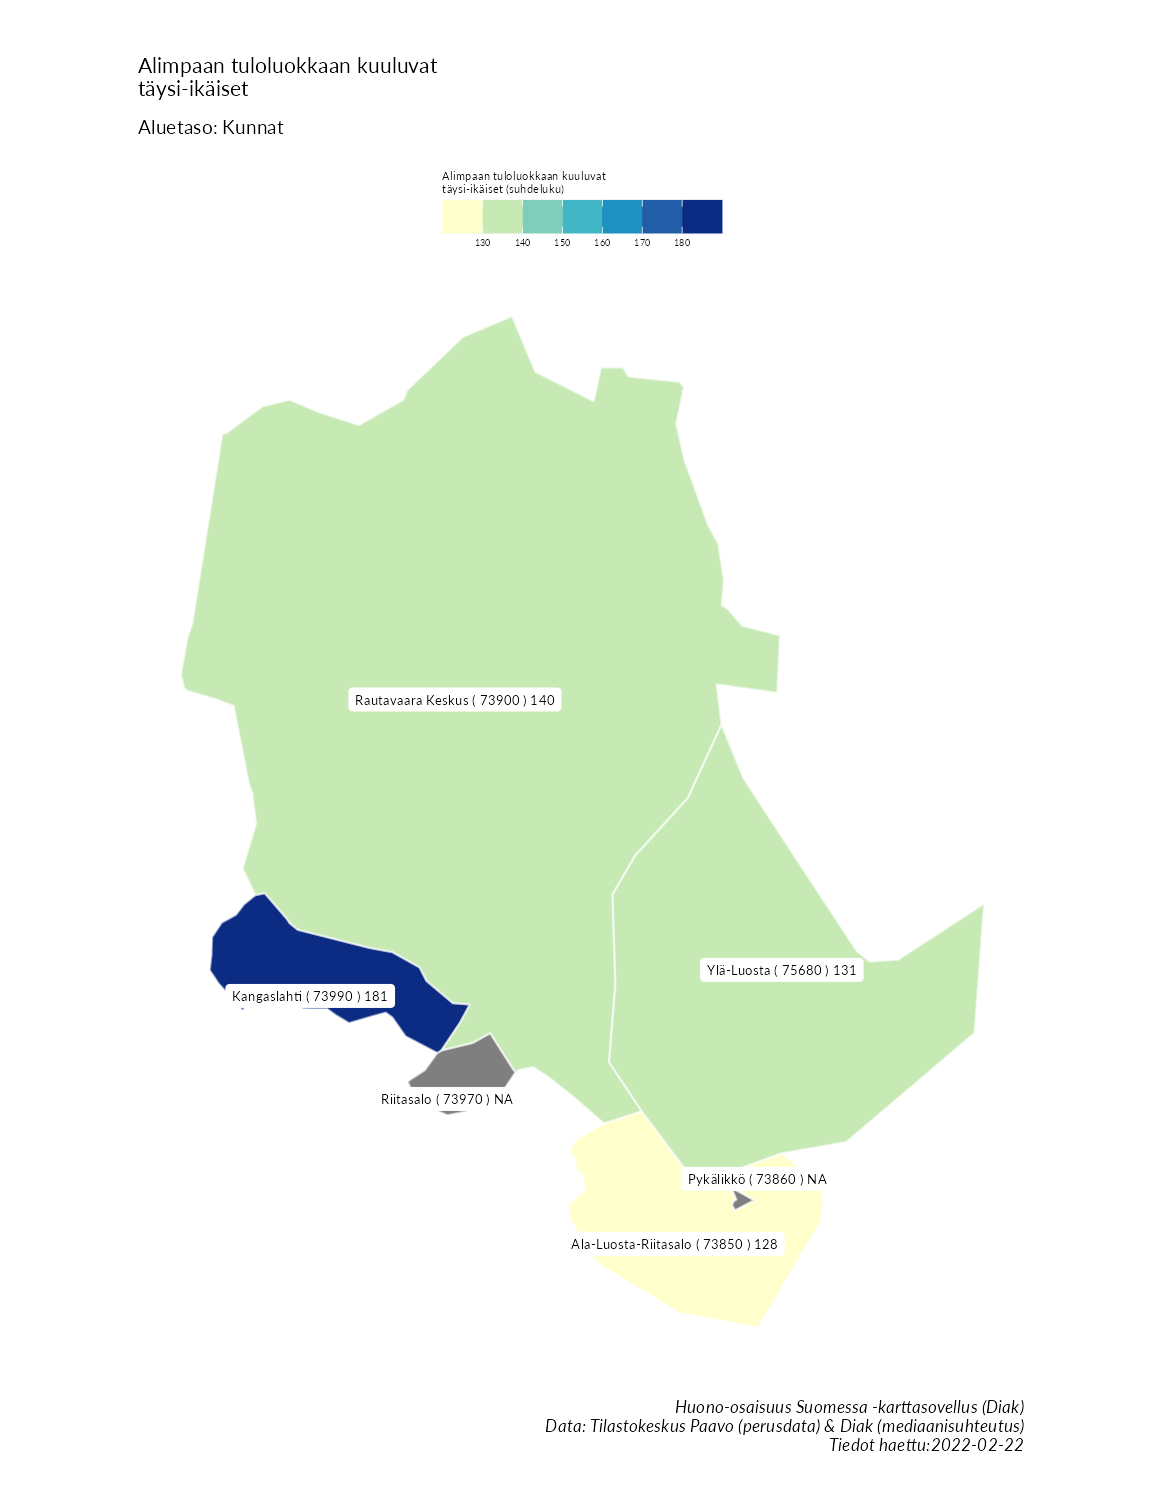 Alimpaan tuloluokkaan kuuluvat
täysi-ikäiset
Aluetaso: Kunnat
Alimpaan tuloluokkaan kuuluvat
täysi-ikäiset (suhdeluku)
130 140 150 160 170 180
Rautavaara Keskus ( 73900 ) 140
Ylä-Luosta ( 75680 ) 131
Kangaslahti ( 73990 ) 181
Riitasalo ( 73970 ) NA
Pykälikkö ( 73860 ) NA
Ala-Luosta-Riitasalo ( 73850 ) 128
Huono-osaisuus Suomessa -karttasovellus (Diak)
Data: Tilastokeskus Paavo (perusdata) & Diak (mediaanisuhteutus)
Tiedot haettu:2022-02-22